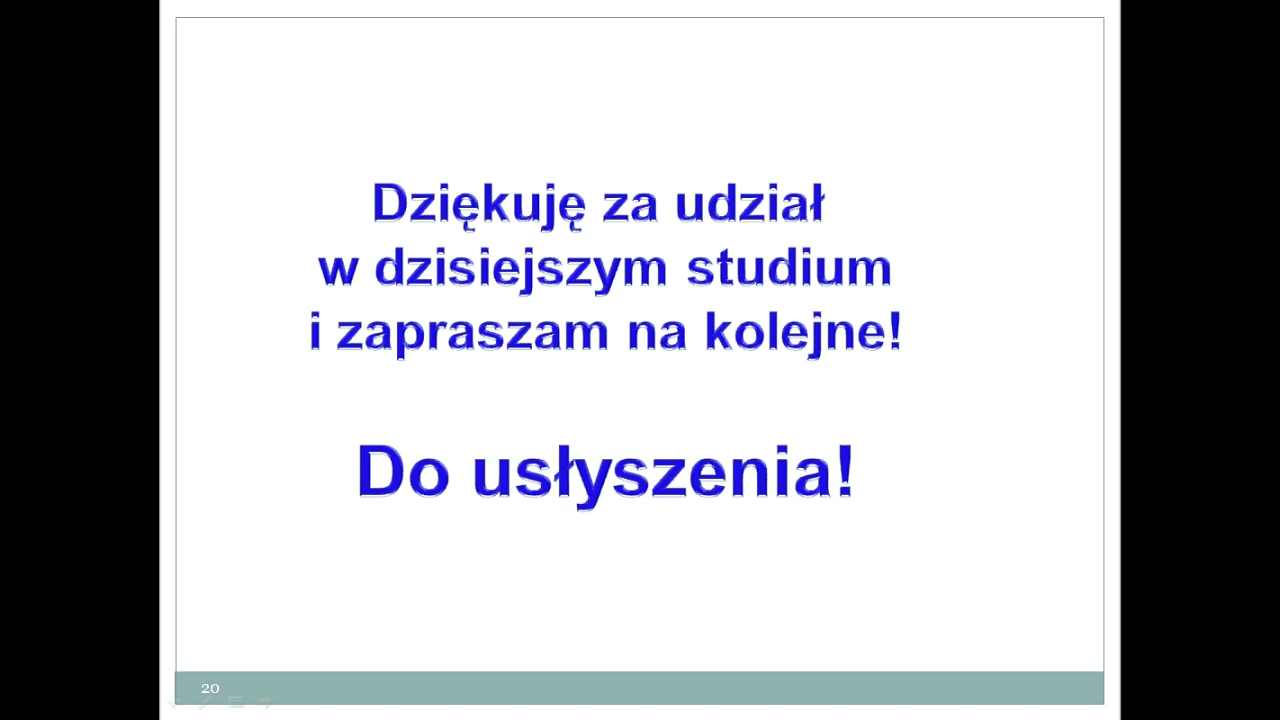 Dziękuję za udział
w dzisiejszym studium
i zapraszam na kolejne!
Do usłyszenia!
20